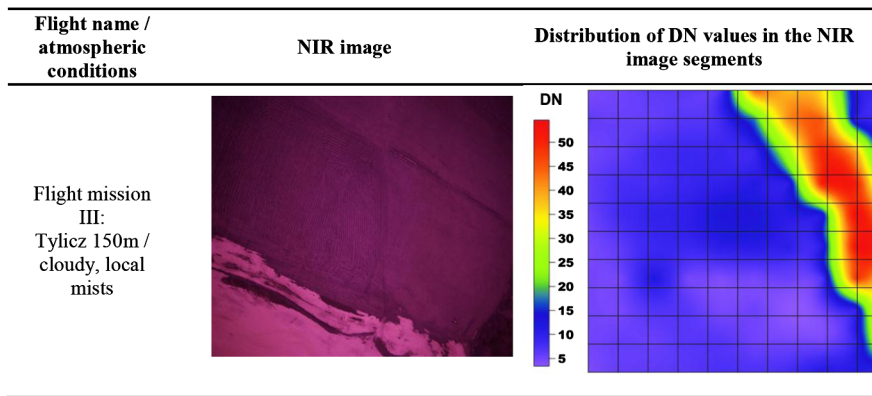 Flight name /
atmospheric
conditions
NIR image
Distribution of DN values in the NIR
image segments
Flight mission
III:
Tylicz 150m /
cloudy, local
mists
DN
50
45
40
35
30
25
20
15
10
5